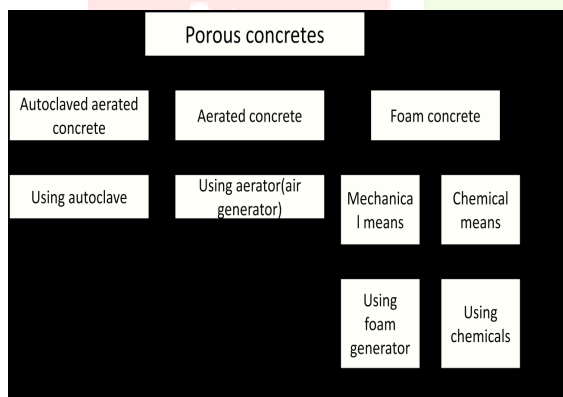 Porous concretes
Autoclaved aerated
concrete
Aerated concrete
Foam concrete
Using autoclave
Using aerator(air
generator)
Mechanica
l means
Chemical
means
Using
foam
generator
Using
chemicals